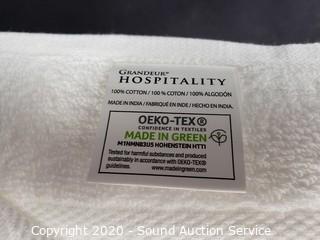 GRANDEUR®
HOSPITALITY
100% COTTON / 100 % COTON / 100% ALGODÓN
MADE IN INDIA / FABRIQUÉ EN INDE / HECHO EN INDIA.
OEKO-TEX®
CONFIDENCE IN TEXTILES
MADE IN GREEN
M1NMN83U5 HOHENSTEIN HTTI
Tested for harmful substances and produced
sustainably in accordance with OEKO-TEX®
guidelines. www.madeingreen.com
Copyright 2020 - Sound Auction Service